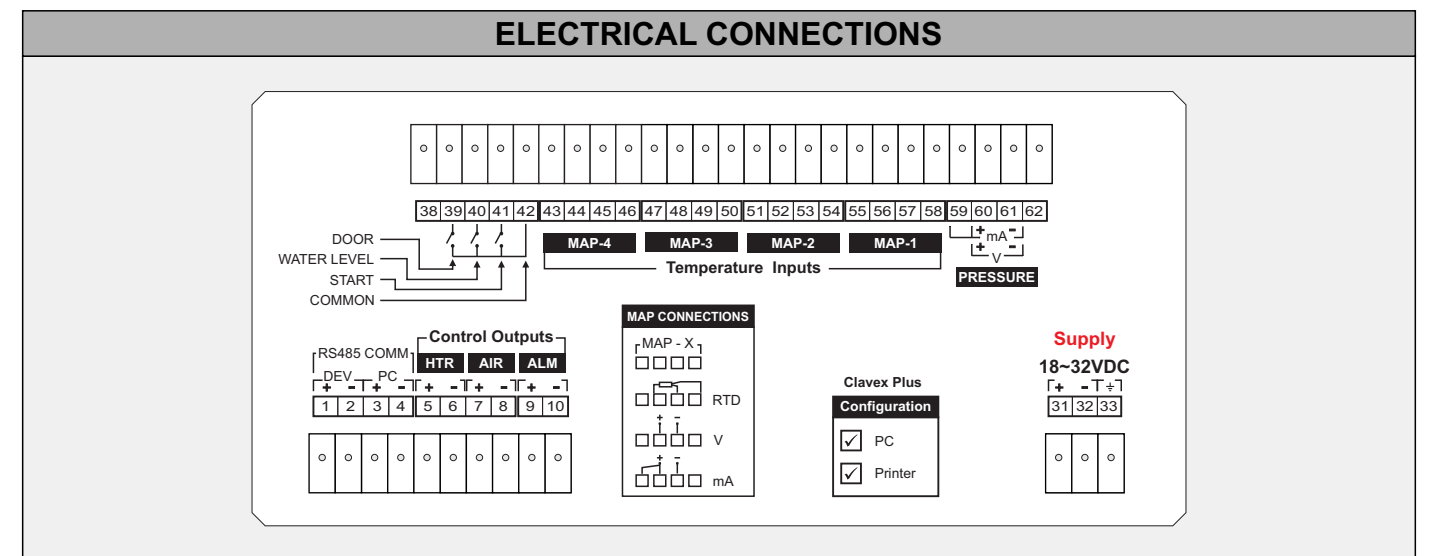 ELECTRICAL CONNECTIONS
38 39 40 41 42 43 44 45 46 47 48 49 50 51 52 53 54 55 56 57 58 59 60 61 62
DOOR
WATER LEVEL
START
COMMON
MAP-4 MAP-3 MAP-2 MAP-1
Temperature Inputs
+ mA -
+ V -
PRESSURE
Control Outputs
RS485 COMM HTR AIR ALM
DEV PC
+ - + - + - + - + -
1 2 3 4 5 6 7 8 9 10
MAP CONNECTIONS
MAP - X
RTD
+ - V
+ - mA
Clavex Plus
Configuration
✓ PC
✓ Printer
Supply
18~32VDC
+ - ⏚
31 32 33